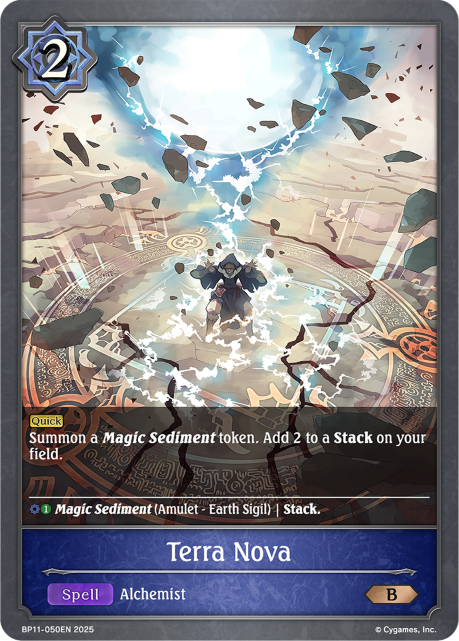 2
Quick
Summon a Magic Sediment token. Add 2 to a Stack on your
field.
1 Magic Sediment (Amulet - Earth Sigil) | Stack.
Terra Nova
Spell Alchemist B
BP11-050EN 2025 © Cygames, Inc.